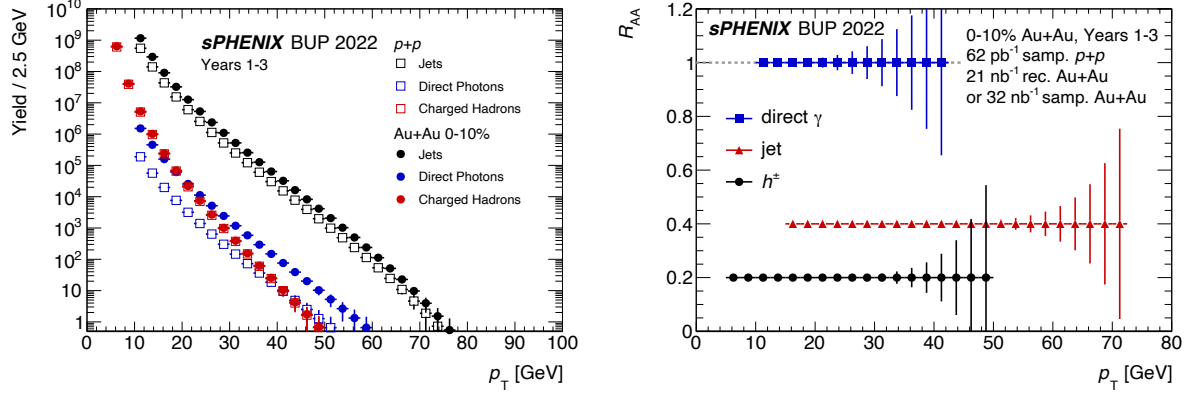 Yield / 2.5 GeV
10^9
10^10
10^9
10^8
10^7
10^6
10^5
10^4
10^3
10^2
10
1
0 10 20 30 40 50 60 70 80 90 100
p_T [GeV]
sPHENIX BUP 2022
Years 1-3
p+p
Jets
Direct Photons
Charged Hadrons
Au+Au 0-10%
Jets
Direct Photons
Charged Hadrons
R_AA
1.2
1
0.8
0.6
0.4
0.2
0
0 10 20 30 40 50 60 70 80
p_T [GeV]
sPHENIX BUP 2022
0-10% Au+Au, Years 1-3
62 pb^-1 samp. p+p
21 nb^-1 rec. Au+Au
or 32 nb^-1 samp. Au+Au
direct γ
jet
h^±